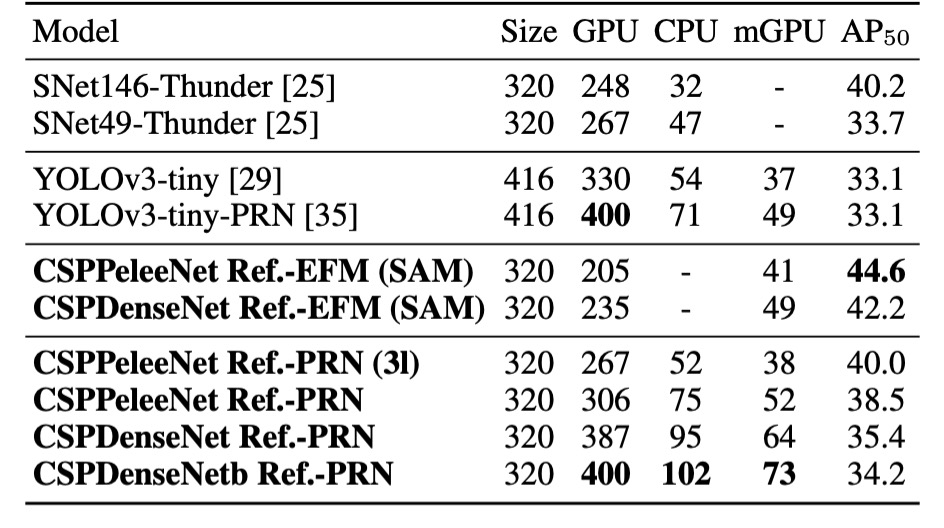 Model Size GPU CPU mGPU AP50
SNet146-Thunder [25] 320 248 32 - 40.2
SNet49-Thunder [25] 320 267 47 - 33.7
YOLOv3-tiny [29] 416 330 54 37 33.1
YOLOv3-tiny-PRN [35] 416 400 71 49 33.1
CSPPeleeNet Ref.-EFM (SAM) 320 205 - 41 44.6
CSPDenseNet Ref.-EFM (SAM) 320 235 - 49 42.2
CSPPeleeNet Ref.-PRN (3l) 320 267 52 38 40.0
CSPPeleeNet Ref.-PRN 320 306 75 52 38.5
CSPDenseNet Ref.-PRN 320 387 95 64 35.4
CSPDenseNetb Ref.-PRN 320 400 102 73 34.2